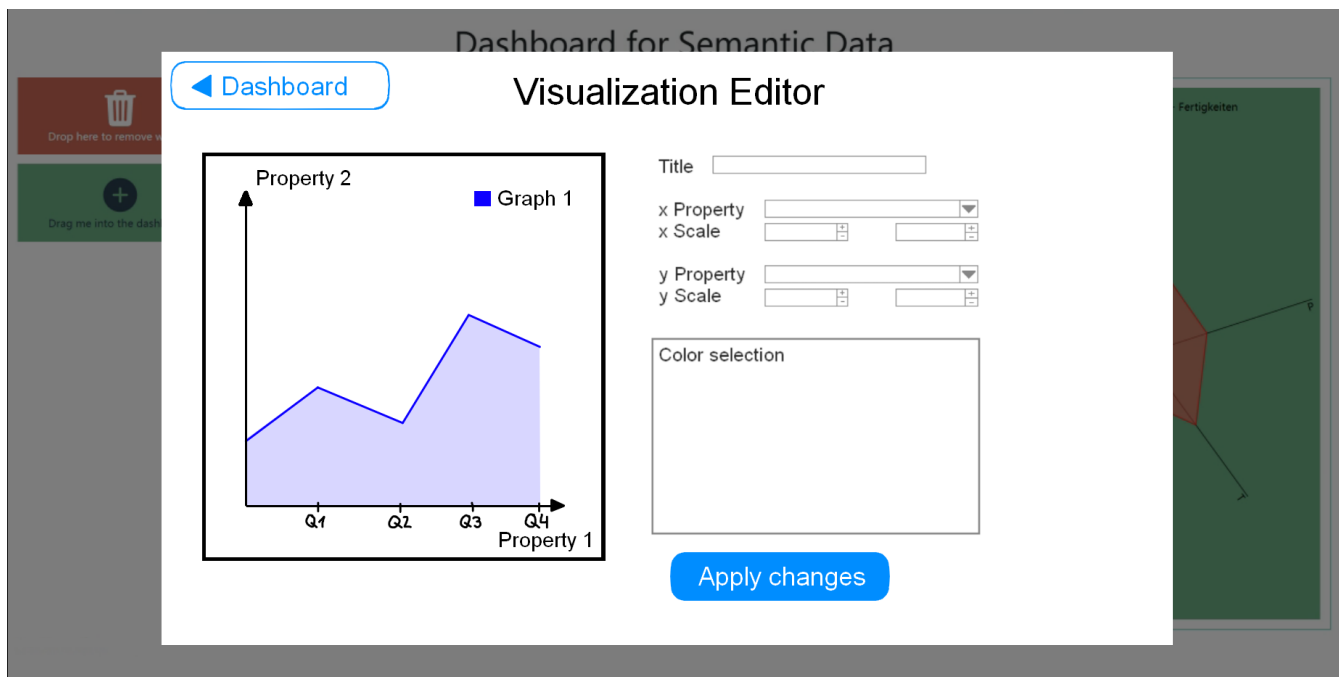 Dashboard for Semantic Data
Dashboard
Visualization Editor
Drop here to remove
Drag me into the
Fertigkeiten
Property 2
Graph 1
Q1 Q2 Q3 Q4
Property 1
Title
x Property
x Scale
y Property
y Scale
Color selection
Apply changes
P